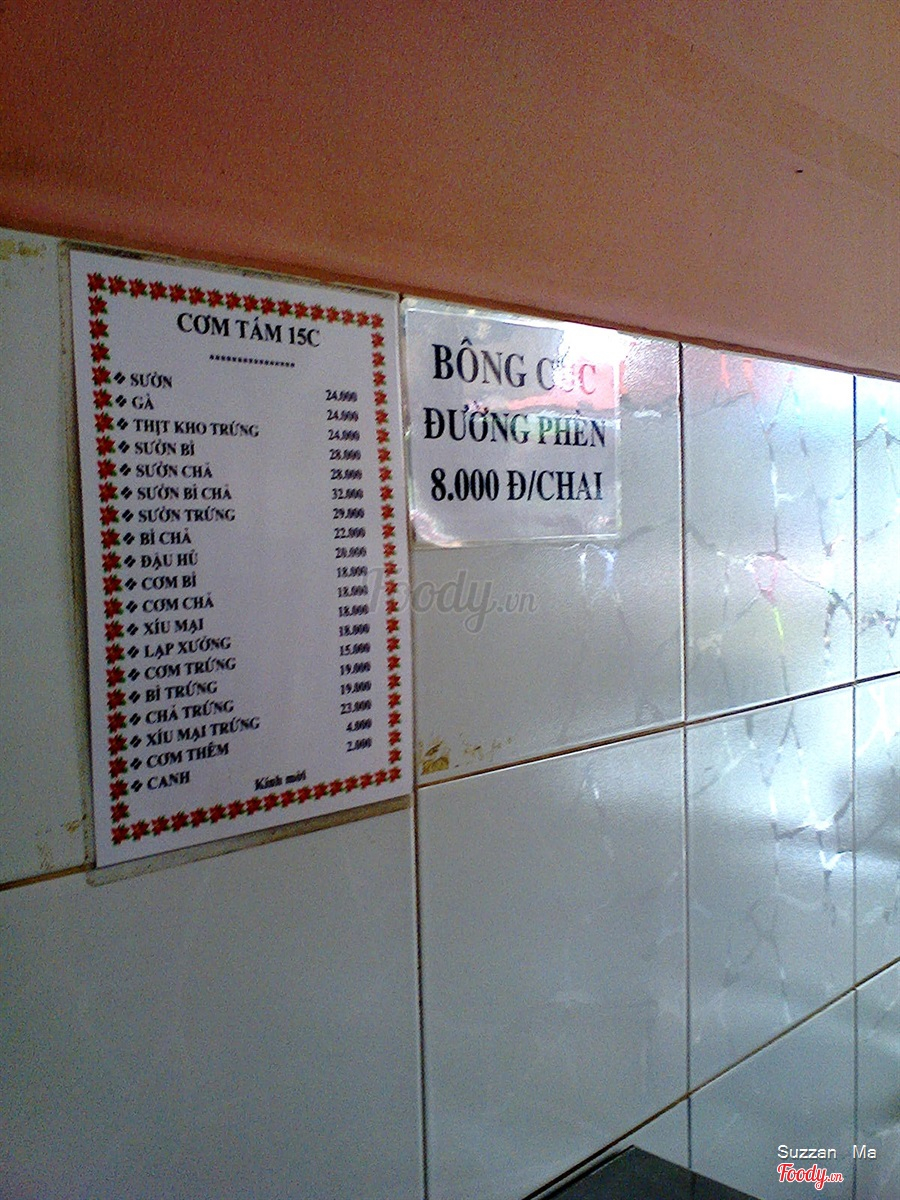 CƠM TẤM 15C
****************
❖ SƯỜN 24.000
❖ GÀ 24.000
❖ THỊT KHO TRỨNG 24.000
❖ SƯỜN BÌ 28.000
❖ SƯỜN CHẢ 28.000
❖ SƯỜN BÌ CHẢ 32.000
❖ SƯỜN TRỨNG 29.000
❖ BÌ CHẢ 22.000
❖ ĐẬU HỦ 20.000
❖ CƠM BÌ 18.000
❖ CƠM CHẢ 18.000
❖ XÍU MẠI 18.000
❖ LẠP XƯỞNG 18.000
❖ CƠM TRỨNG 15.000
❖ BÌ TRỨNG 19.000
❖ CHẢ TRỨNG 19.000
❖ XÍU MẠI TRỨNG 23.000
❖ CƠM THÊM 4.000
❖ CANH 2.000
Kính mời
BÔNG CÚC
ĐƯỜNG PHÈN
8.000 Đ/CHAI
Foody.vn
Suzzan Ma
Foody.vn